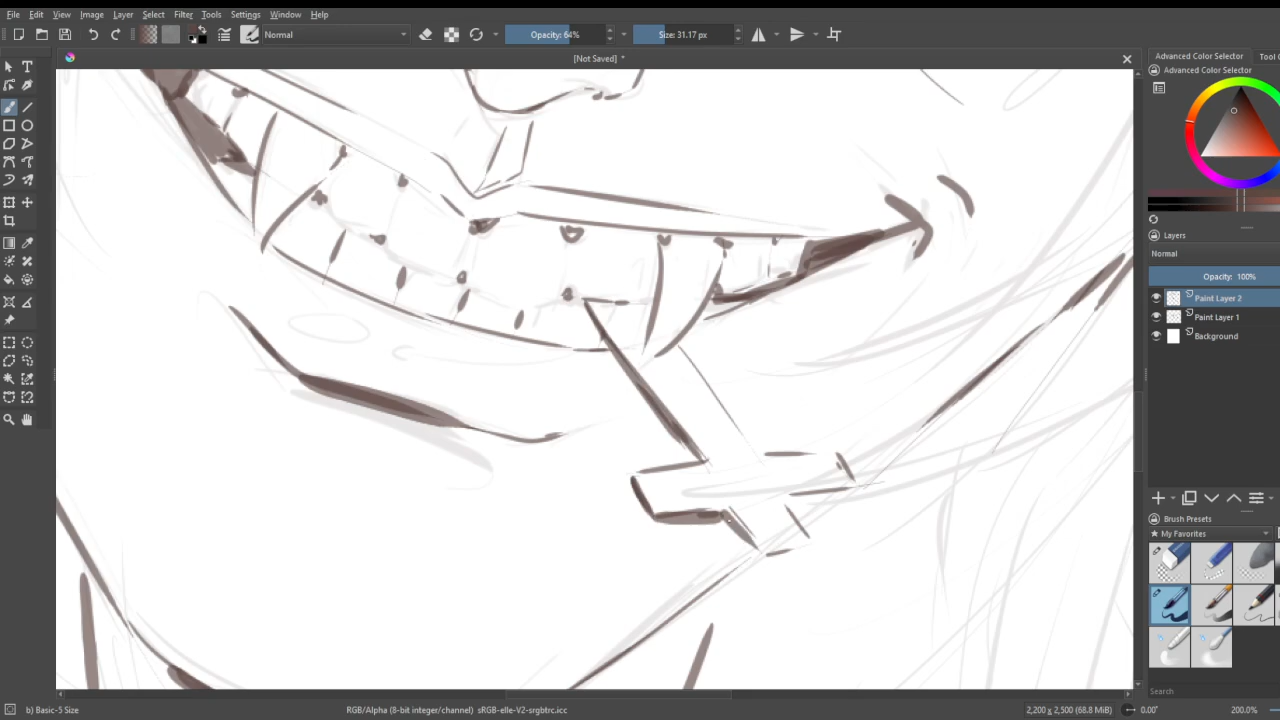 File Edit View Image Layer Select Filter Tools Settings Window Help
Normal Opacity: 64% Size: 31.17 px
[Not Saved] *
Advanced Color Selector Tool O
Advanced Color Selector
Layers
Normal
Opacity: 100%
Paint Layer 2
Paint Layer 1
Background
Brush Presets
★ My Favorites
Search
b) Basic-5 Size RGB/Alpha (8-bit integer/channel) sRGB-elle-V2-srgbtrc.icc 2,200 x 2,500 (68.8 MiB) 0.00° 200.0%